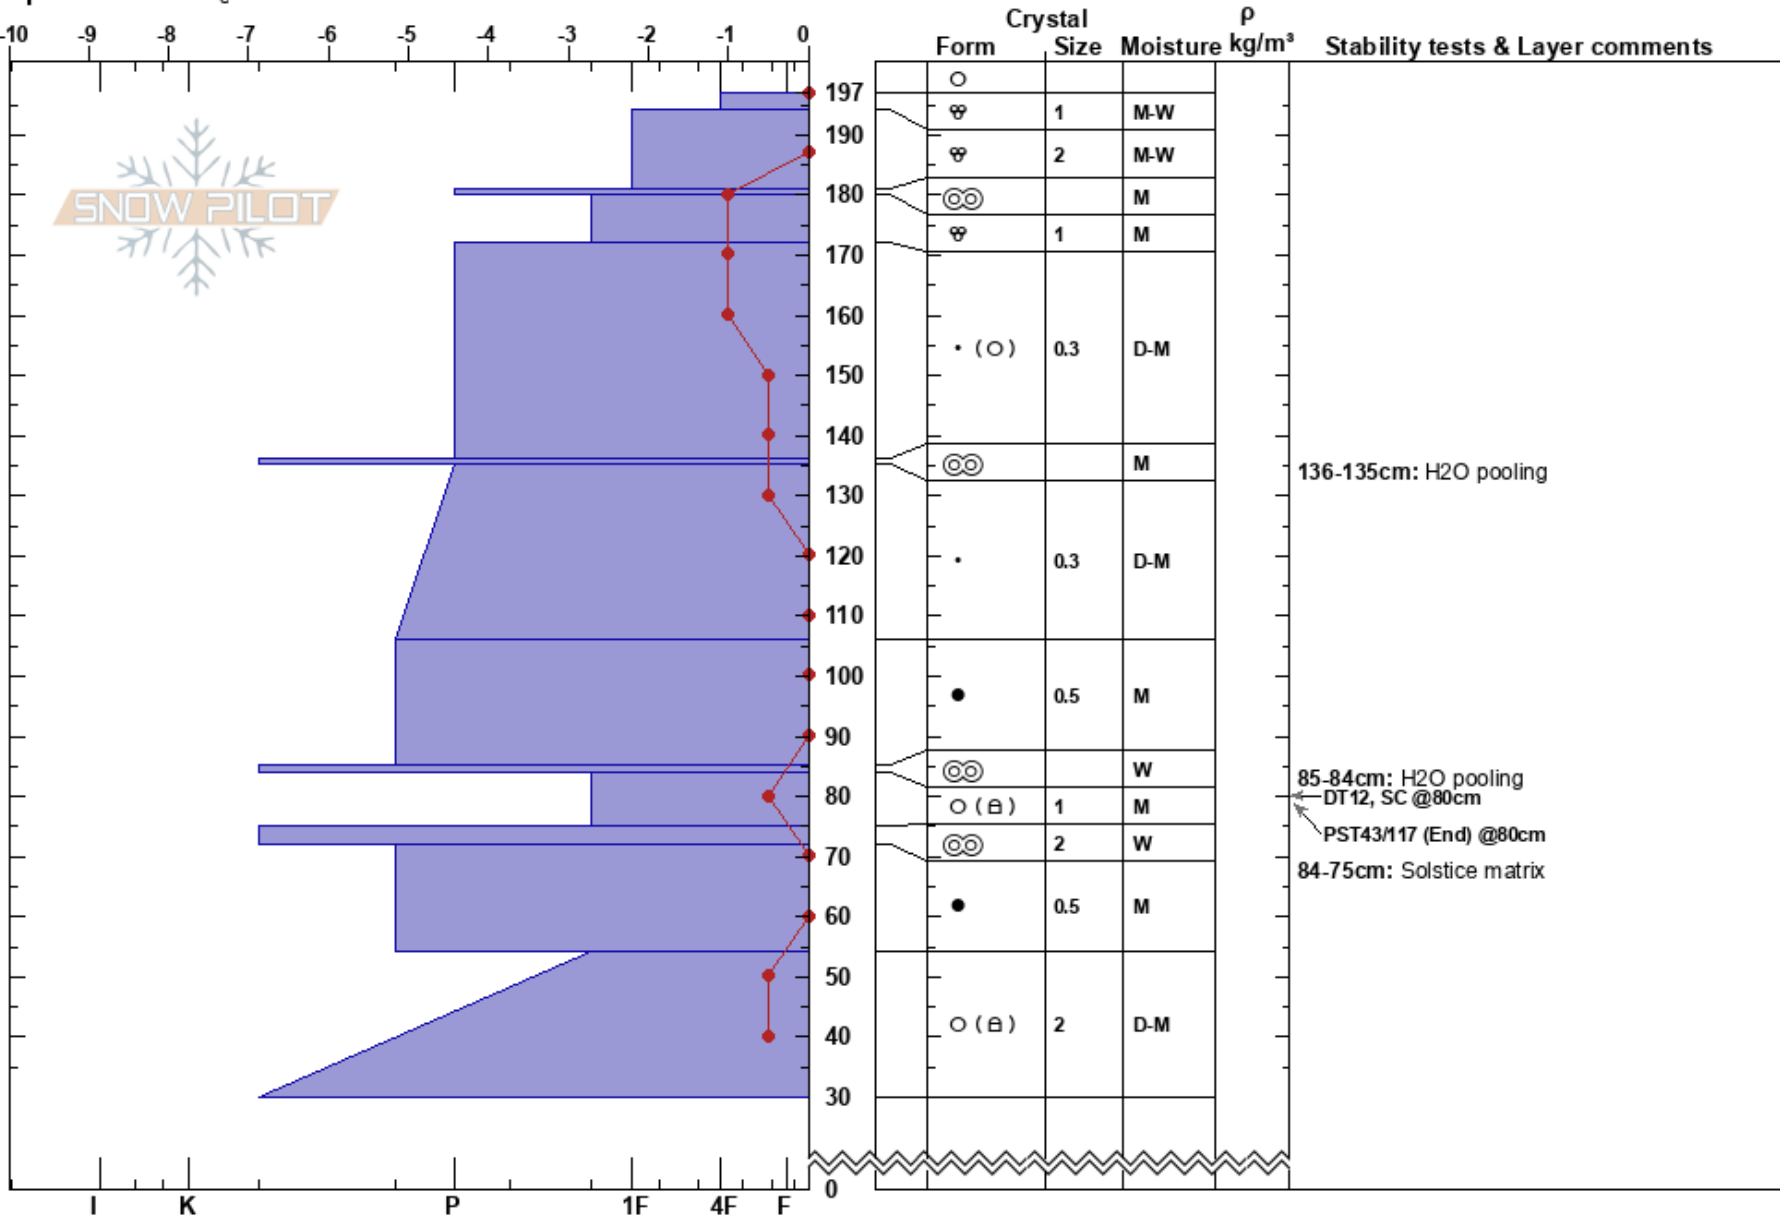 Crystal ρ
-10 -9 -8 -7 -6 -5 -4 -3 -2 -1 0 Form Size Moisture kg/m³ Stability tests & Layer comments
197
1 M-W
190
2 M-W
SNOW PILOT
180 M
1 M
170
160
( ) 0.3 D-M
150
140
M 136-135cm: H2O pooling
130
120
0.3 D-M
110
100
0.5 M
90
W 85-84cm: H2O pooling
80 ( ) 1 M DT12, SC @80cm
2 W PST43/117 (End) @80cm
70
84-75cm: Solstice matrix
60 0.5 M
50
( ) 2 D-M
40
30
0
I K P 1F 4F F